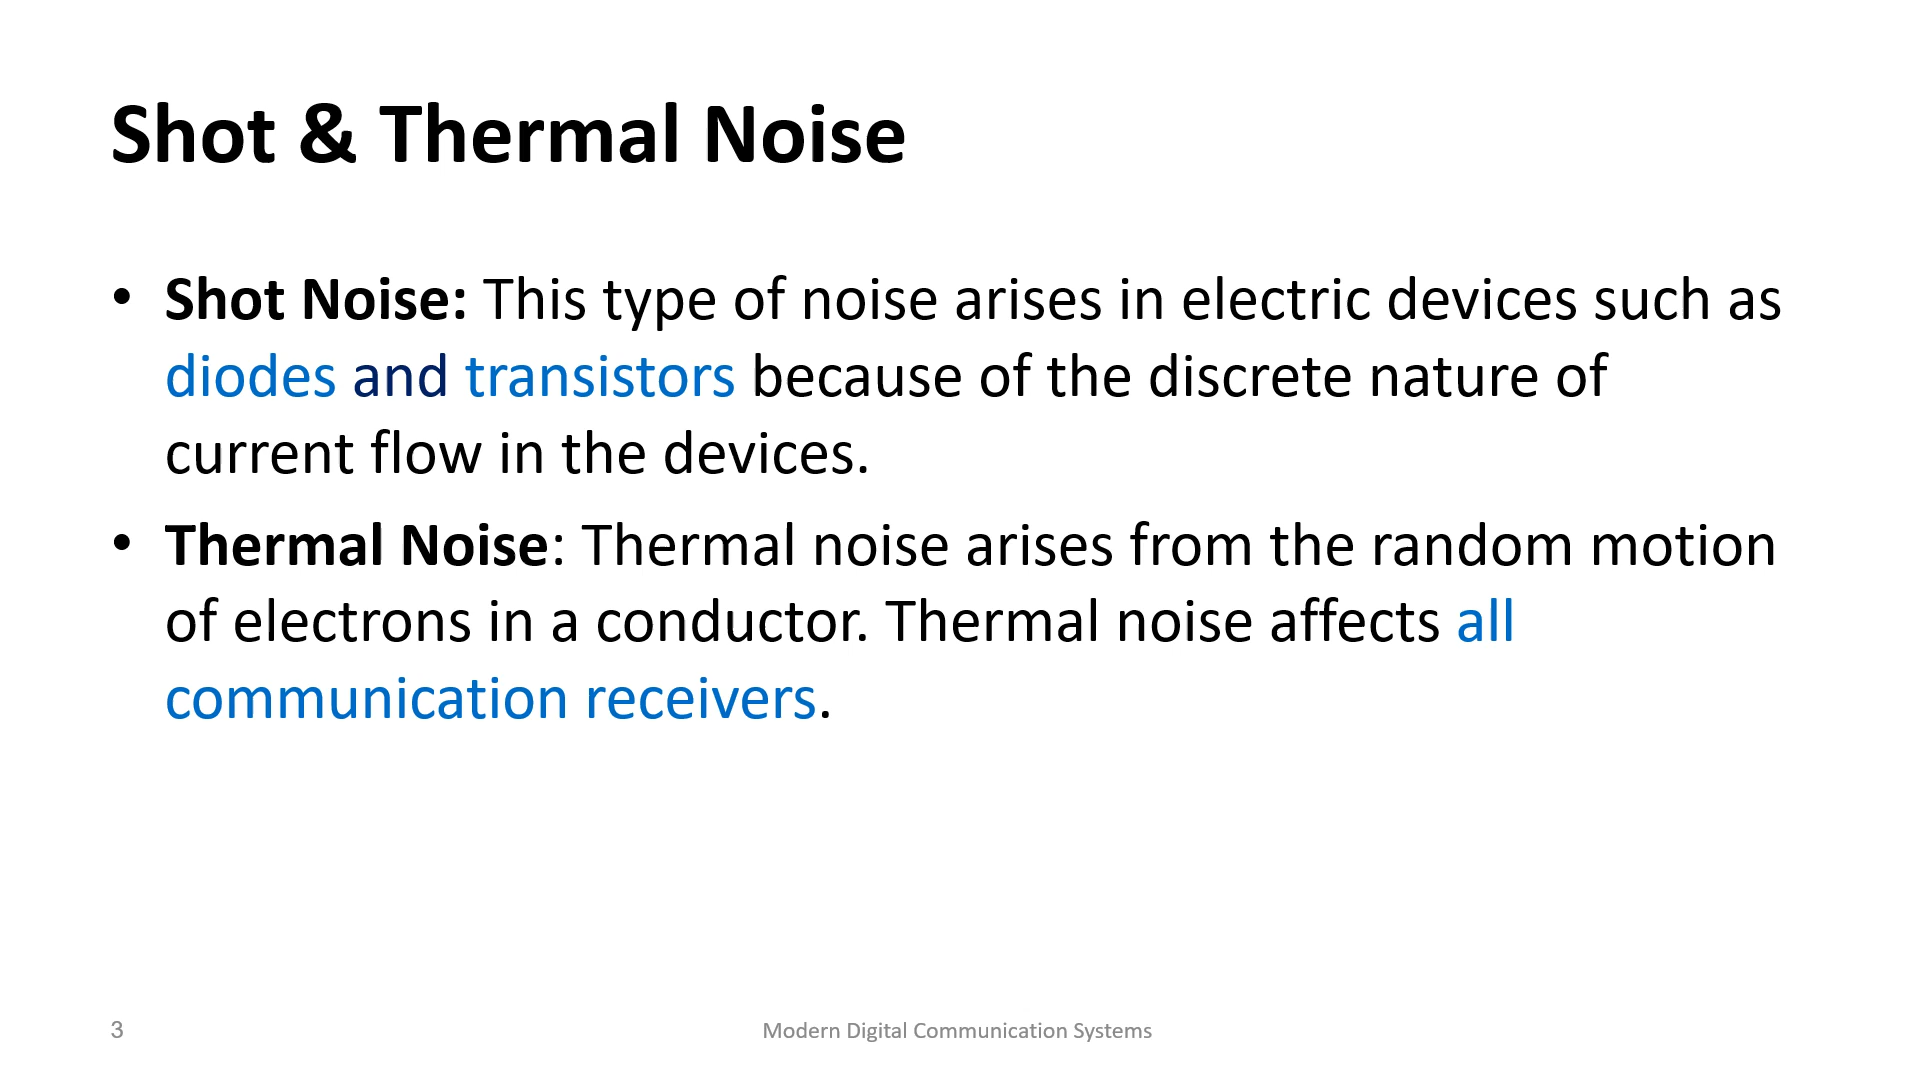 Shot & Thermal Noise
• Shot Noise: This type of noise arises in electric devices such as
diodes and transistors because of the discrete nature of
current flow in the devices.
• Thermal Noise: Thermal noise arises from the random motion
of electrons in a conductor. Thermal noise affects all
communication receivers.
3
Modern Digital Communication Systems